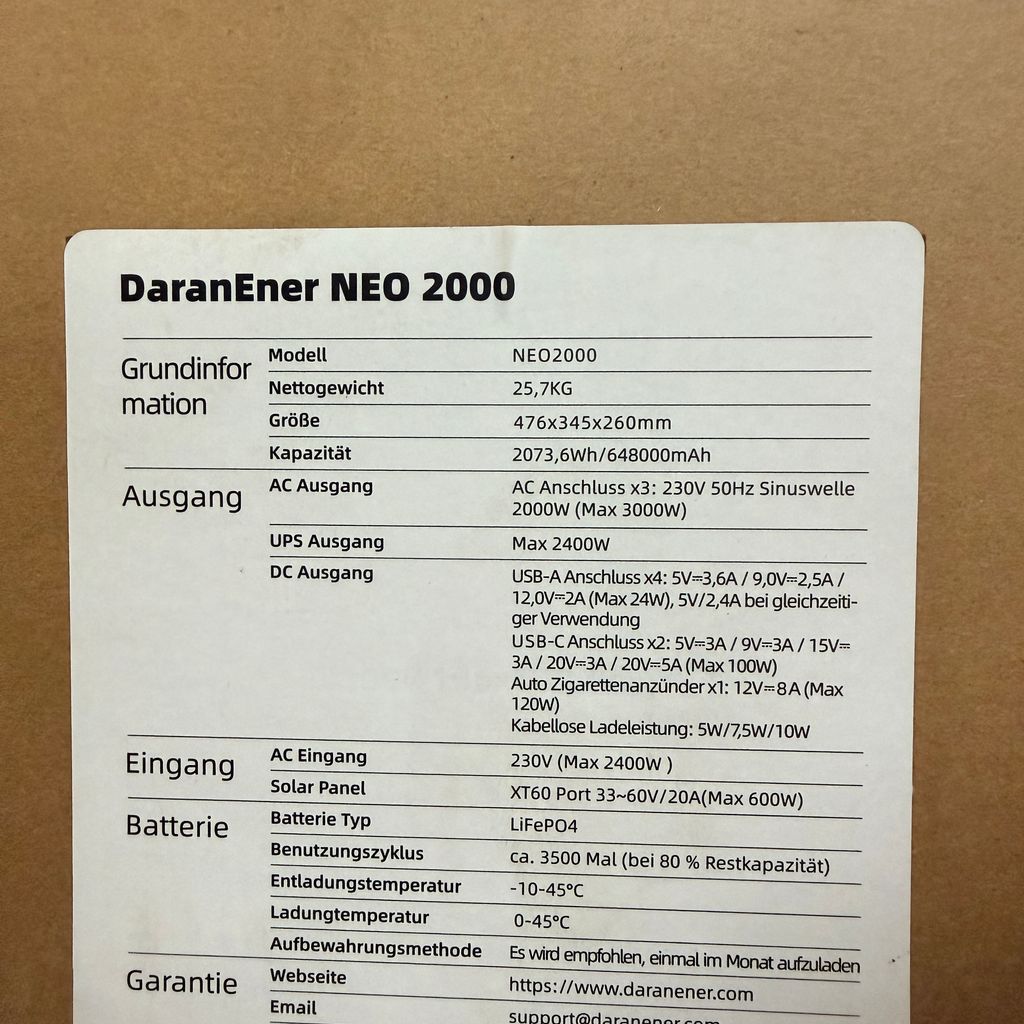 DaranEner NEO 2000
Grundinfor
mation
Modell NEO2000
Nettogewicht 25,7KG
Größe 476x345x260mm
Kapazität 2073,6Wh/648000mAh
Ausgang
AC Ausgang AC Anschluss x3: 230V 50Hz Sinuswelle
2000W (Max 3000W)
UPS Ausgang Max 2400W
DC Ausgang USB-A Anschluss x4: 5V⎓3,6A / 9,0V⎓2,5A /
12,0V⎓2A (Max 24W), 5V/2,4A bei gleichzeiti-
ger Verwendung
USB-C Anschluss x2: 5V⎓3A / 9V⎓3A / 15V⎓
3A / 20V⎓3A / 20V⎓5A (Max 100W)
Auto Zigarettenanzünder x1: 12V⎓8A (Max
120W)
Kabellose Ladeleistung: 5W/7,5W/10W
Eingang
AC Eingang 230V (Max 2400W )
Solar Panel XT60 Port 33~60V/20A(Max 600W)
Batterie
Batterie Typ LiFePO4
Benutzungszyklus ca. 3500 Mal (bei 80 % Restkapazität)
Entladungstemperatur -10-45°C
Ladungtemperatur 0-45°C
Aufbewahrungsmethode Es wird empfohlen, einmal im Monat aufzuladen
Garantie
Webseite https://www.daranener.com
Email support@daranener.com